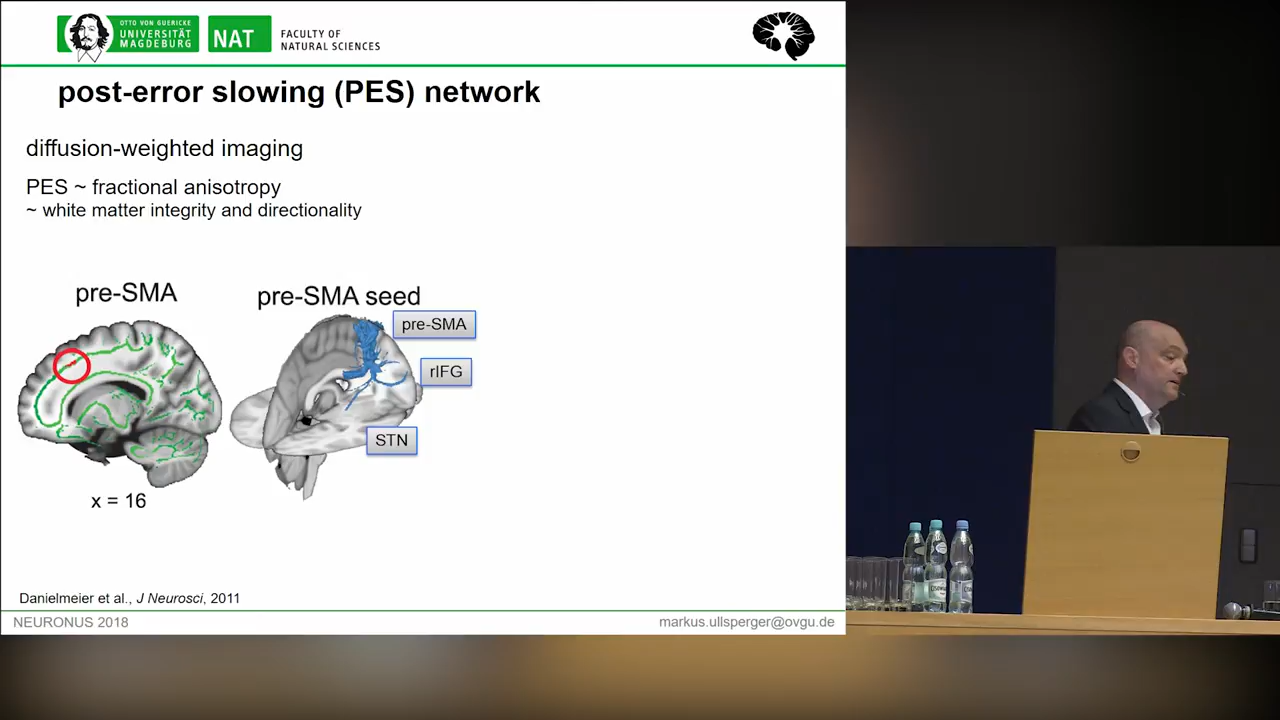 OTTO VON GUERICKE
UNIVERSITÄT
MAGDEBURG
NAT
FACULTY OF
NATURAL SCIENCES
post-error slowing (PES) network
diffusion-weighted imaging
PES ~ fractional anisotropy
~ white matter integrity and directionality
pre-SMA
pre-SMA seed
pre-SMA
rIFG
STN
x = 16
Danielmeier et al., J Neurosci, 2011
NEURONUS 2018
markus.ullsperger@ovgu.de